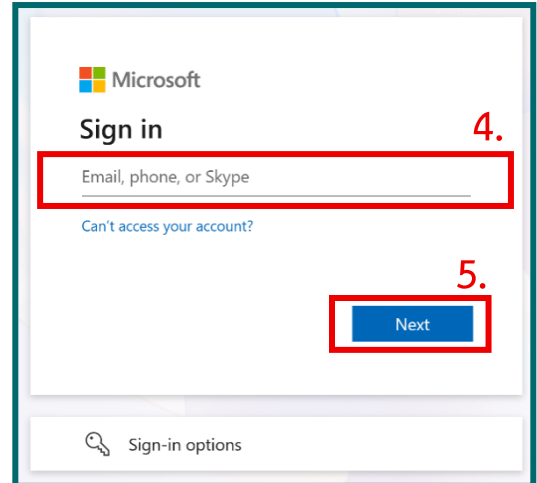 Microsoft
Sign in
4.
Email, phone, or Skype
Can't access your account?
5.
Next
Sign-in options